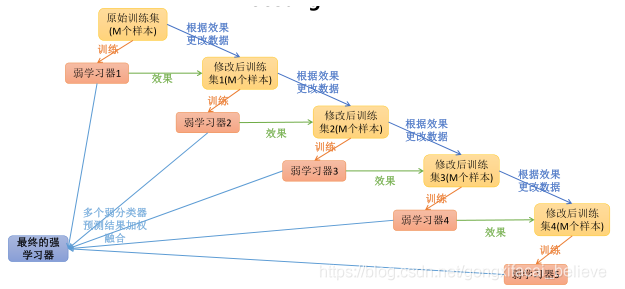 原始训练集
(M个样本)
根据效果
更改数据
训练
弱学习器1
效果
修改后训练
集1(M个样本)
根据效果
更改数据
训练
弱学习器2
效果
修改后训练
集2(M个样本)
根据效果
更改数据
训练
弱学习器3
效果
修改后训练
集3(M个样本)
根据效果
更改数据
训练
弱学习器4
效果
修改后训练
集4(M个样本)
训练
弱学习器5
多个弱分类器
预测结果加权
融合
最终的强
学习器